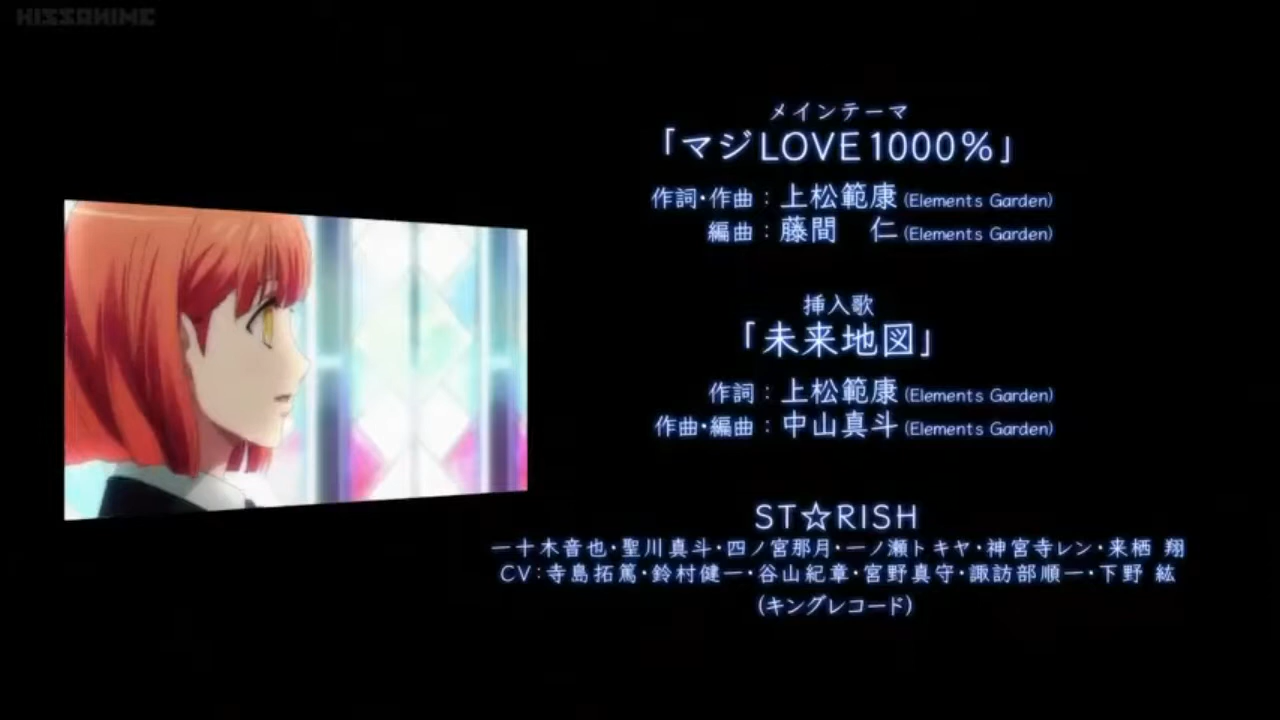 KISSANIME
メインテーマ
「マジLOVE1000%」
作詞・作曲：上松範康(Elements Garden)
編曲：藤間　仁(Elements Garden)
挿入歌
「未来地図」
作詞：上松範康(Elements Garden)
作曲・編曲：中山真斗(Elements Garden)
ST☆RISH
一十木音也・聖川真斗・四ノ宮那月・一ノ瀬トキヤ・神宮寺レン・来栖 翔
CV：寺島拓篤・鈴村健一・谷山紀章・宮野真守・諏訪部順一・下野 紘
(キングレコード)